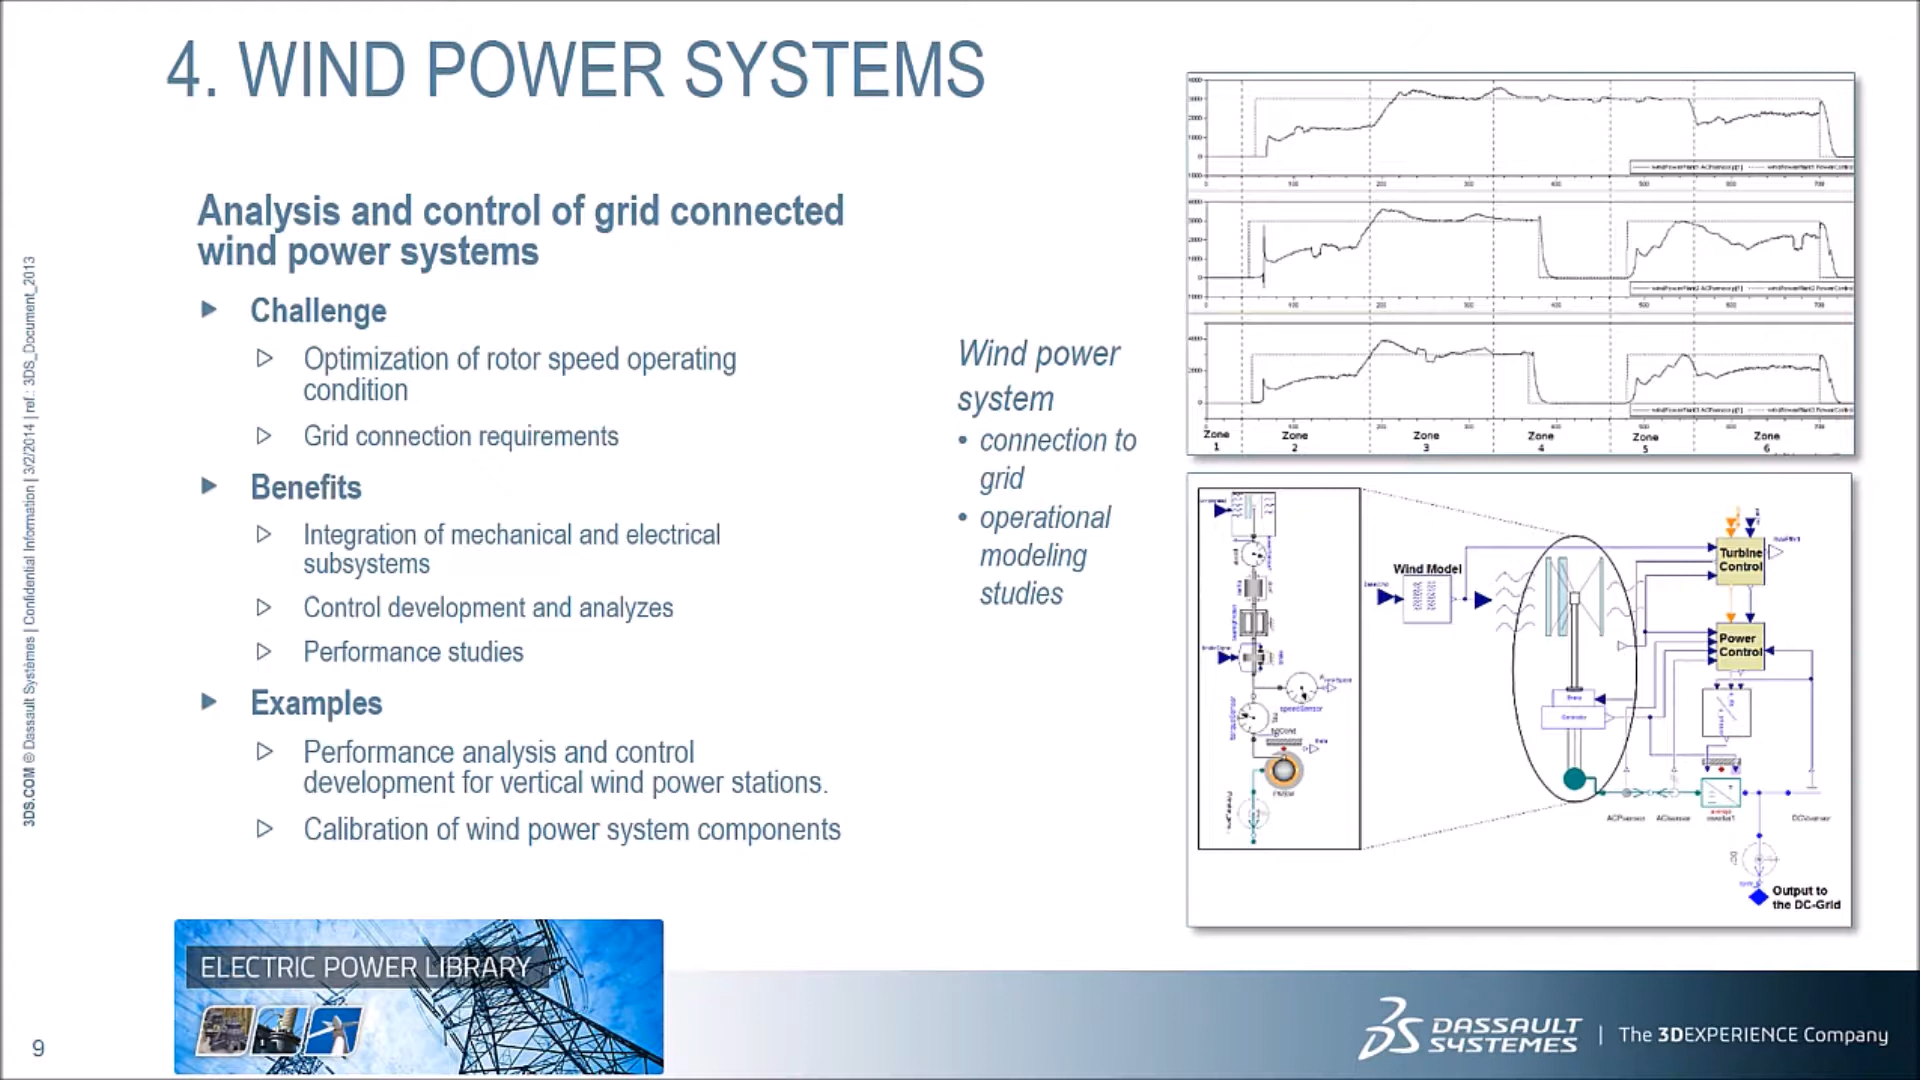 4. WIND POWER SYSTEMS
Analysis and control of grid connected
wind power systems
Challenge
Optimization of rotor speed operating
condition
Grid connection requirements
Benefits
Integration of mechanical and electrical
subsystems
Control development and analyzes
Performance studies
Examples
Performance analysis and control
development for vertical wind power stations.
Calibration of wind power system components
Wind power
system
• connection to
grid
• operational
modeling
studies
Zone Zone Zone Zone Zone Zone
1 2 3 4 5 6
Wind Model
Turbine
Control
Power
Control
speedSensor
Output to
the DC-Grid
3DS.COM © Dassault Systèmes | Confidential Information | 3/2/2014 | ref.: 3DS_Document_2013
9
ELECTRIC POWER LIBRARY
DASSAULT
SYSTEMES
| The 3DEXPERIENCE Company